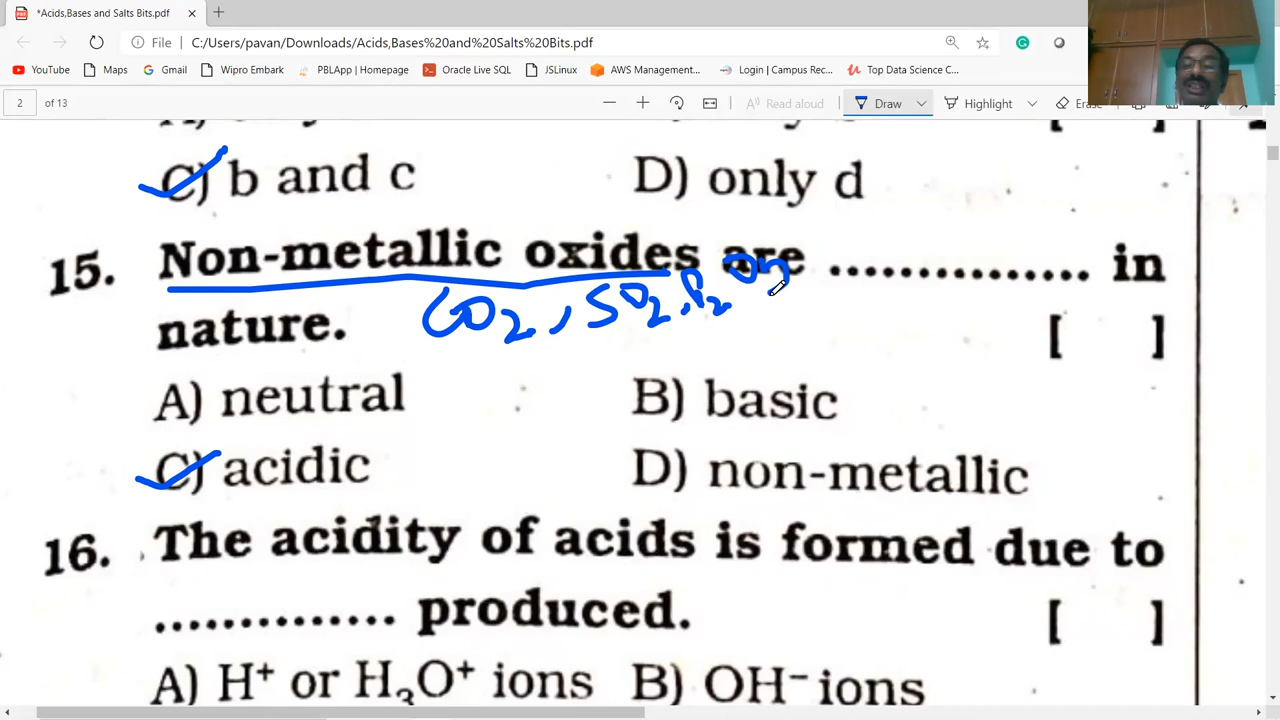 *Acids,Bases and Salts Bits.pdf
File C:/Users/pavan/Downloads/Acids,Bases%20and%20Salts%20Bits.pdf
YouTube Maps Gmail Wipro Embark PBLApp | Homepage Oracle Live SQL JSLinux AWS Management... Login | Campus Rec... Top Data Science C...
2 of 13 Read aloud Draw Highlight Erase
[ ]
C) b and c D) only d
15. Non-metallic oxides are ................ in
CO2, SO2, P2O5
nature. [ ]
A) neutral B) basic
C) acidic D) non-metallic
16. The acidity of acids is formed due to
............... produced. [ ]
A) H⁺ or H₃O⁺ ions B) OH⁻ ions